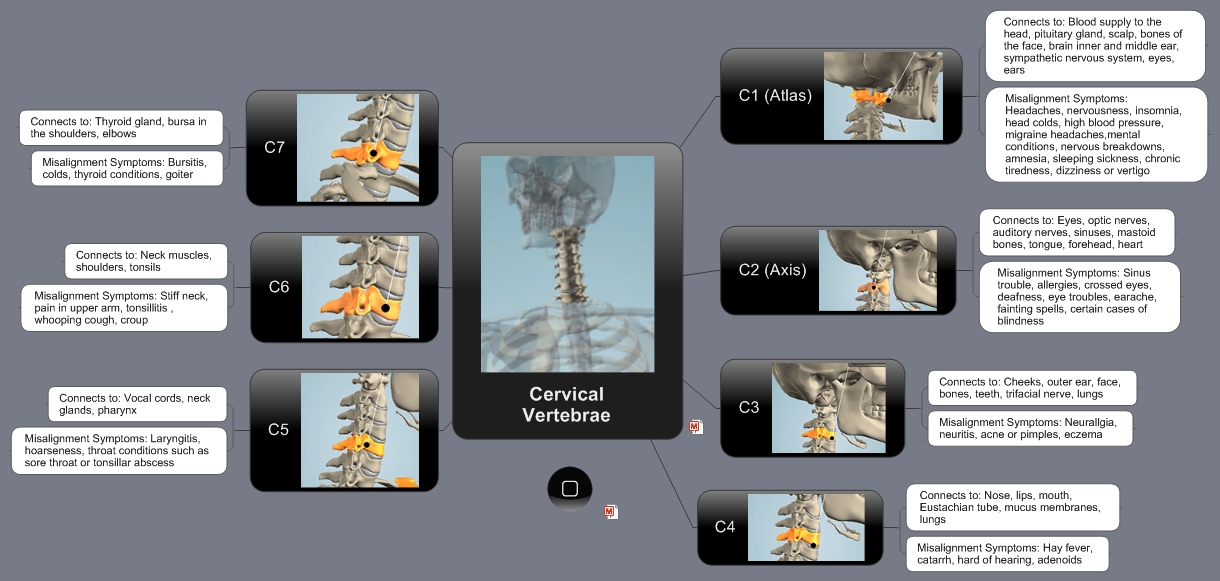 Cervical
Vertebrae
C1 (Atlas)
Connects to: Blood supply to the
head, pituitary gland, scalp, bones of
the face, brain inner and middle ear,
sympathetic nervous system, eyes,
ears
Misalignment Symptoms:
Headaches, nervousness, insomnia,
head colds, high blood pressure,
migraine headaches,mental
conditions, nervous breakdowns,
amnesia, sleeping sickness, chronic
tiredness, dizziness or vertigo
C2 (Axis)
Connects to: Eyes, optic nerves,
auditory nerves, sinuses, mastoid
bones, tongue, forehead, heart
Misalignment Symptoms: Sinus
trouble, allergies, crossed eyes,
deafness, eye troubles, earache,
fainting spells, certain cases of
blindness
C3
Connects to: Cheeks, outer ear, face,
bones, teeth, trifacial nerve, lungs
Misalignment Symptoms: Neurallgia,
neuritis, acne or pimples, eczema
C4
Connects to: Nose, lips, mouth,
Eustachian tube, mucus membranes,
lungs
Misalignment Symptoms: Hay fever,
catarrh, hard of hearing, adenoids
C5
Connects to: Vocal cords, neck
glands, pharynx
Misalignment Symptoms: Laryngitis,
hoarseness, throat conditions such as
sore throat or tonsillar abscess
C6
Connects to: Neck muscles,
shoulders, tonsils
Misalignment Symptoms: Stiff neck,
pain in upper arm, tonsillitis ,
whooping cough, croup
C7
Connects to: Thyroid gland, bursa in
the shoulders, elbows
Misalignment Symptoms: Bursitis,
colds, thyroid conditions, goiter
M
M